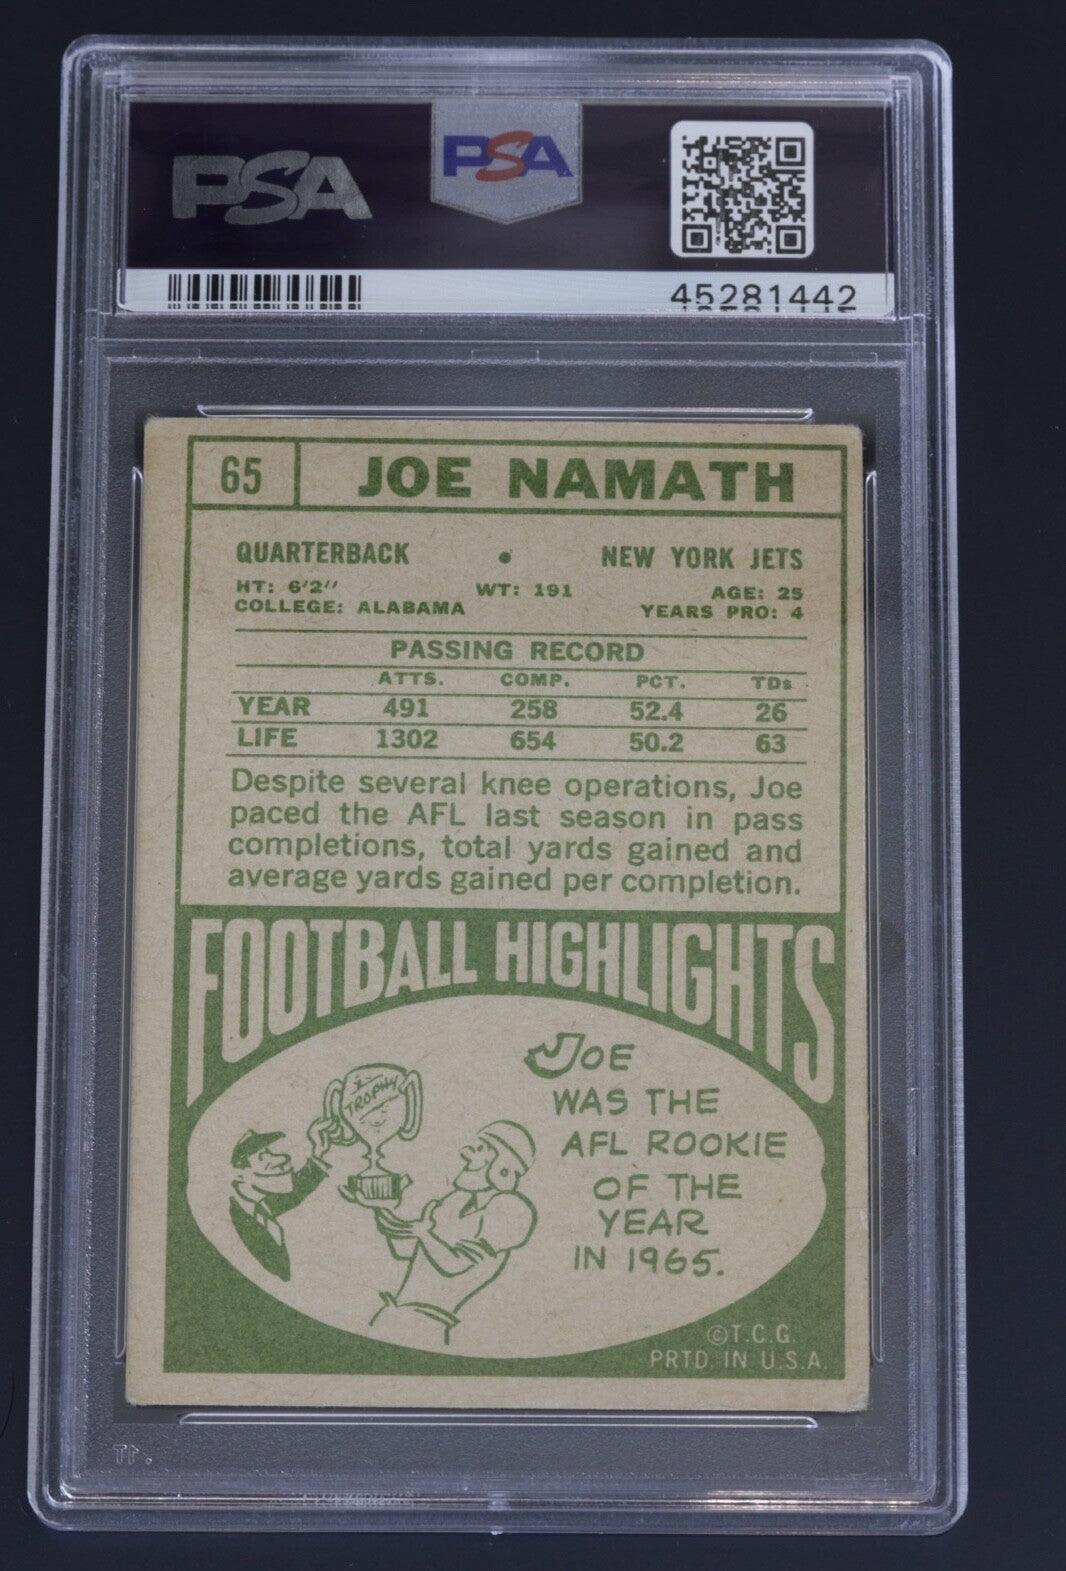 PSA
PSA
45281442
65 JOE NAMATH
QUARTERBACK • NEW YORK JETS
HT: 6'2" WT: 191 AGE: 25
COLLEGE: ALABAMA YEARS PRO: 4
PASSING RECORD
ATTS. COMP. PCT. TDs
YEAR 491 258 52.4 26
LIFE 1302 654 50.2 63
Despite several knee operations, Joe
paced the AFL last season in pass
completions, total yards gained and
average yards gained per completion.
FOOTBALL HIGHLIGHTS
TROPHY
JOE
WAS THE
AFL ROOKIE
OF THE
YEAR
IN 1965.
©T.C.G.
PRTD. IN U.S.A.